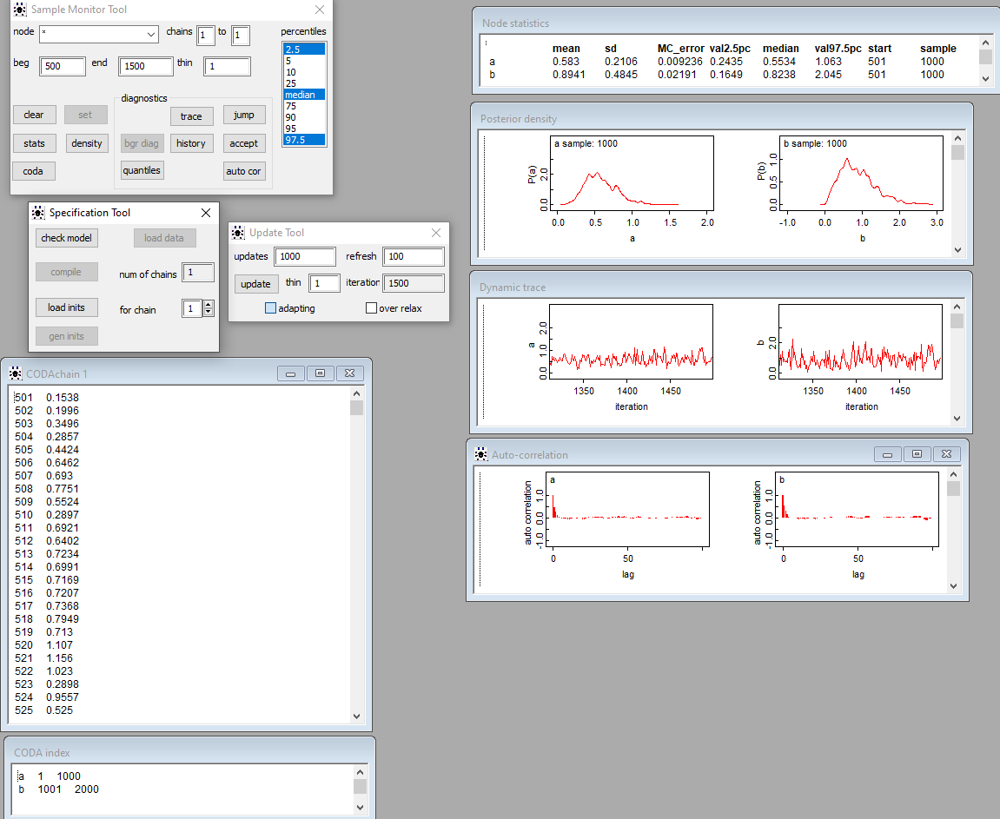 Sample Monitor Tool
node * chains 1 to 1 percentiles
beg 500 end 1500 thin 1
2.5
5
10
25
median
75
90
95
97.5
diagnostics
clear set trace jump
stats density bgr diag history accept
coda quantiles auto cor
Specification Tool
check model load data
compile num of chains 1
load inits for chain 1
gen inits
Update Tool
updates 1000 refresh 100
update thin 1 iteration 1500
adapting over relax
CODAchain 1
501 0.1538
502 0.1996
503 0.3496
504 0.2857
505 0.4424
506 0.6462
507 0.693
508 0.7751
509 0.5524
510 0.2897
511 0.6921
512 0.6402
513 0.7234
514 0.6991
515 0.7169
516 0.7207
517 0.7368
518 0.7949
519 0.713
520 1.107
521 1.156
522 1.023
523 0.2898
524 0.9557
525 0.525
CODA index
a 1 1000
b 1001 2000
Node statistics
mean sd MC_error val2.5pc median val97.5pc start sample
a 0.583 0.2106 0.009236 0.2435 0.5534 1.063 501 1000
b 0.8941 0.4845 0.02191 0.1649 0.8238 2.045 501 1000
Posterior density
a sample: 1000
P(a)
2.0
0.0
0.0 0.5 1.0 1.5 2.0
a
b sample: 1000
P(b)
1.0
0.5
0.0
-1.0 0.0 1.0 2.0 3.0
b
Dynamic trace
a
2.0
1.0
0.0
1350 1400 1450
iteration
b
2.0
0.0
1350 1400 1450
iteration
Auto-correlation
a
auto correlation
1.0
0.0
-1.0
0 50
lag
b
auto correlation
1.0
0.0
-1.0
0 50
lag